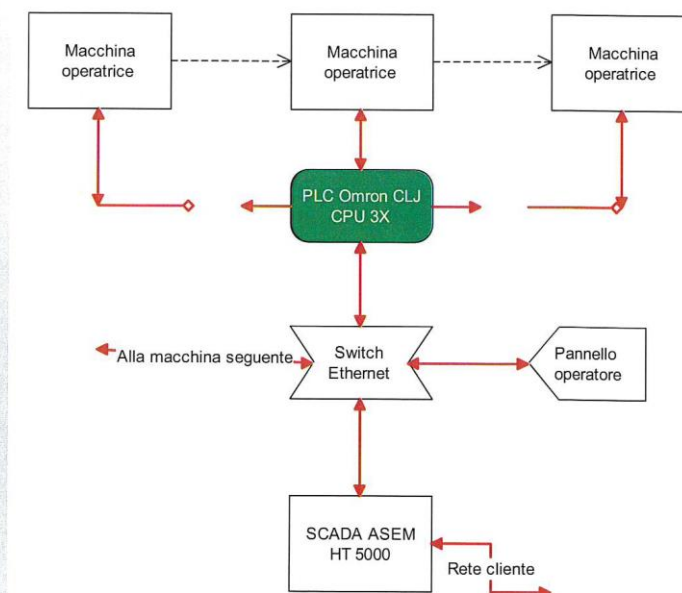 Macchina
operatrice
Macchina
operatrice
Macchina
operatrice
PLC Omron CLJ
CPU 3X
Alla macchina seguente
Switch
Ethernet
Pannello
operatore
SCADA ASEM
HT 5000
Rete cliente